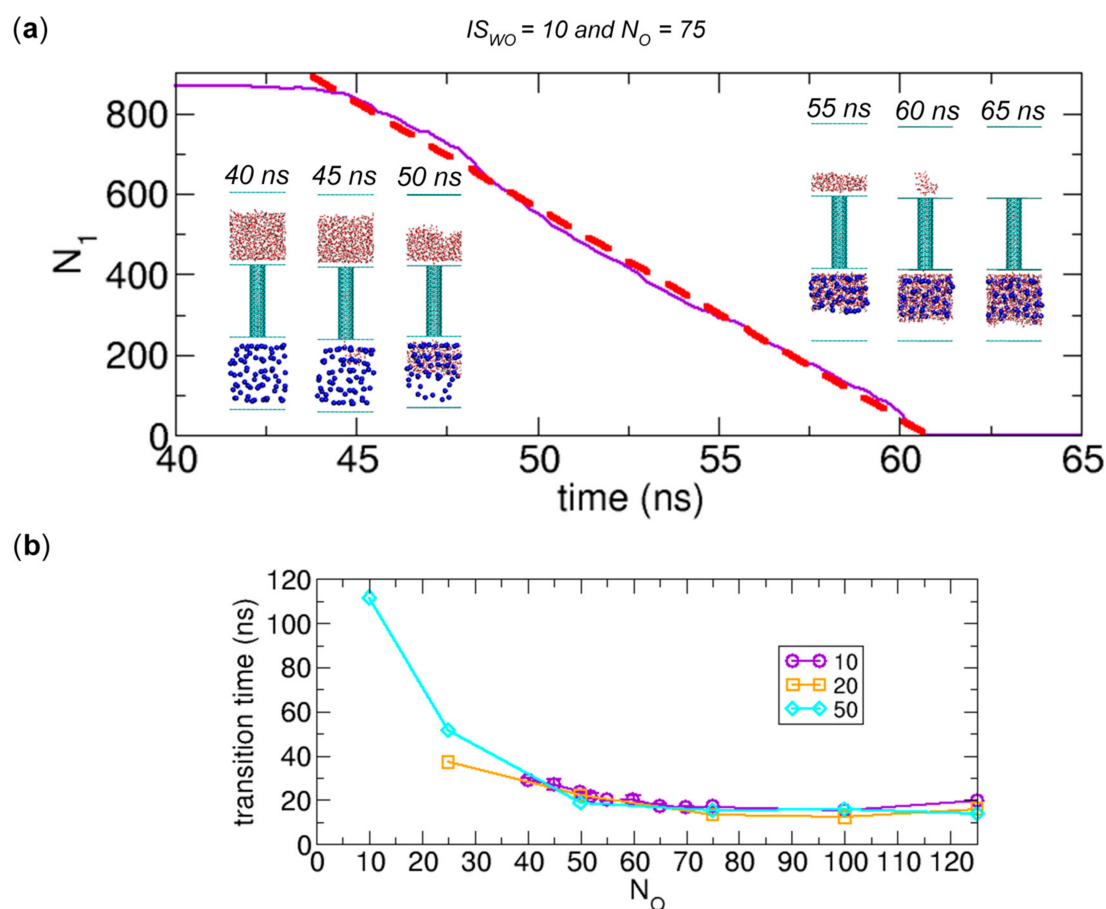 (a)
IS_WO = 10 and N_O = 75
N_1
800
600
400
200
0
40 ns 45 ns 50 ns
55 ns 60 ns 65 ns
40 45 50 55 60 65
time (ns)
(b)
transition time (ns)
120
100
80
60
40
20
0
10
20
50
0 10 20 30 40 50 60 70 80 90 100 110 120
N_O